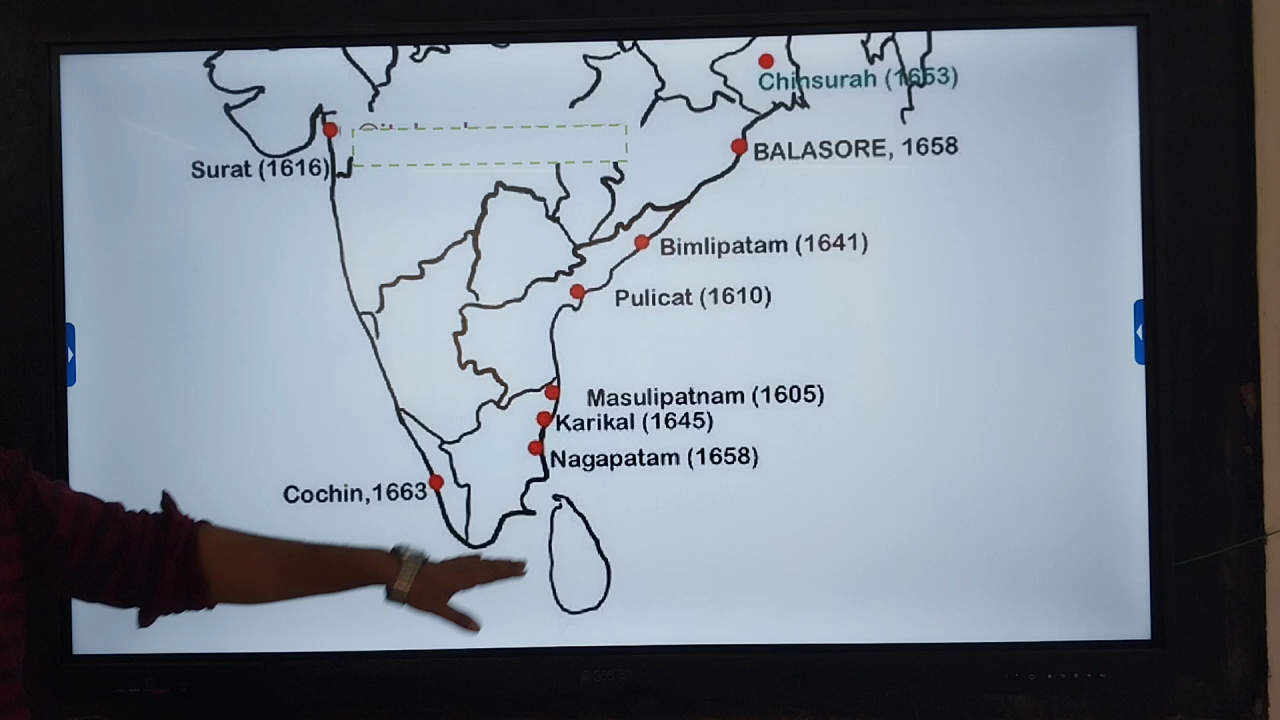 Chinsurah (1653)
BALASORE, 1658
Surat (1616)
Bimlipatam (1641)
Pulicat (1610)
Masulipatnam (1605)
Karikal (1645)
Nagapatam (1658)
Cochin,1663